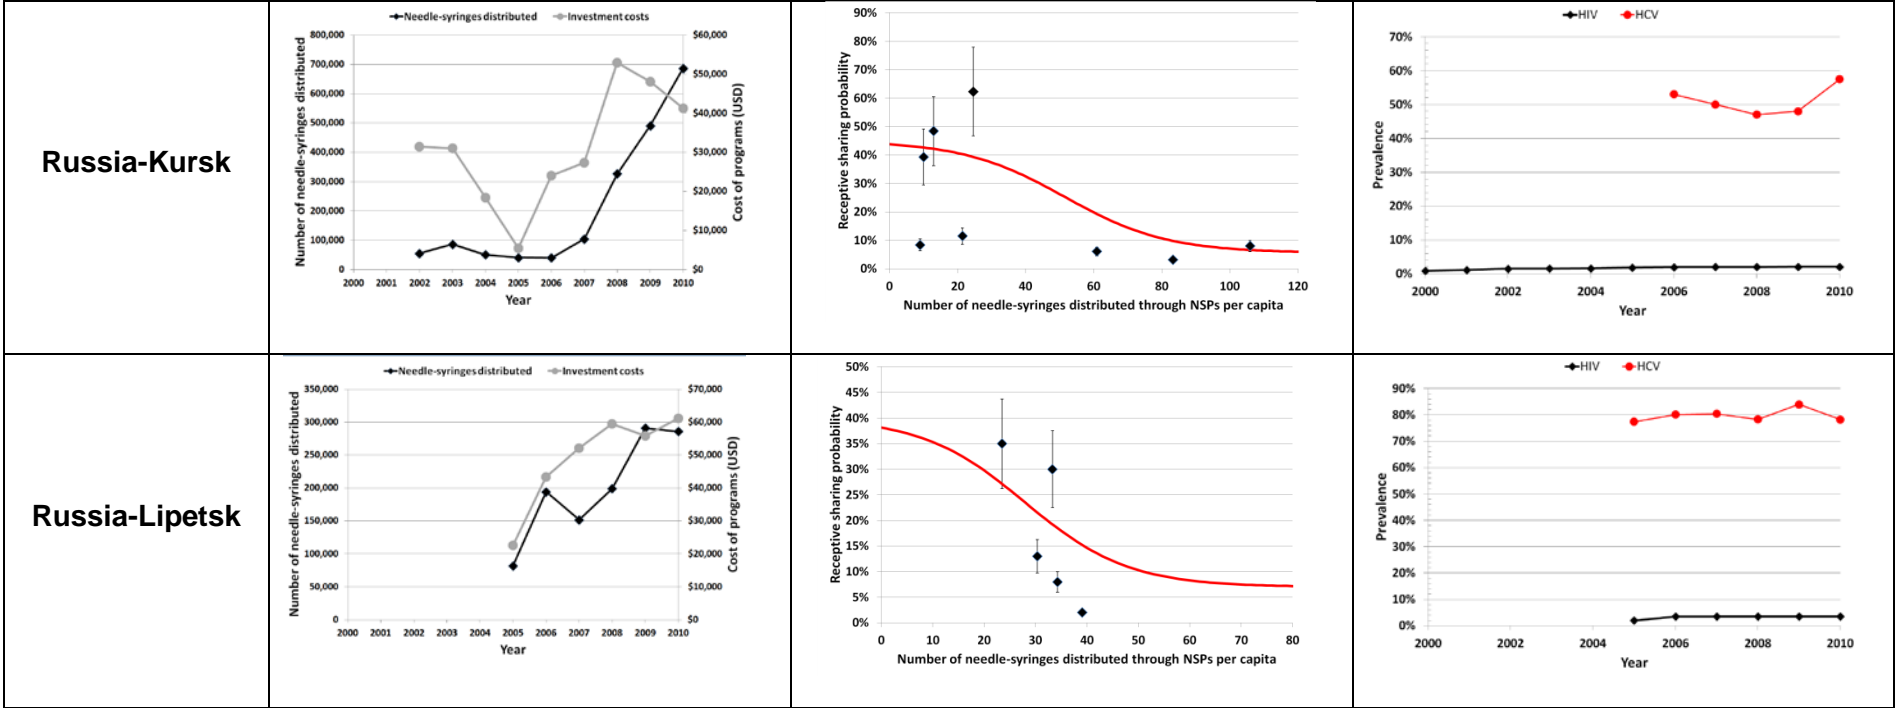 Russia-Kursk
Needle-syringes distributed Investment costs
Number of needle-syringes distributed
800,000
700,000
600,000
500,000
400,000
300,000
200,000
100,000
0
$60,000
$50,000
$40,000
$30,000
$20,000
$10,000
$0
Cost of programs (USD)
2000 2001 2002 2003 2004 2005 2006 2007 2008 2009 2010
Year
Receptive sharing probability
90%
80%
70%
60%
50%
40%
30%
20%
10%
0%
0 20 40 60 80 100 120
Number of needle-syringes distributed through NSPs per capita
HIV HCV
Prevalence
70%
60%
50%
40%
30%
20%
10%
0%
2000 2002 2004 2006 2008 2010
Year
Russia-Lipetsk
Needle-syringes distributed Investment costs
Number of needle-syringes distributed
350,000
300,000
250,000
200,000
150,000
100,000
50,000
0
$70,000
$60,000
$50,000
$40,000
$30,000
$20,000
$10,000
$0
Cost of programs (USD)
2000 2001 2002 2003 2004 2005 2006 2007 2008 2009 2010
Year
Receptive sharing probability
50%
45%
40%
35%
30%
25%
20%
15%
10%
5%
0%
0 10 20 30 40 50 60 70 80
Number of needle-syringes distributed through NSPs per capita
HIV HCV
Prevalence
90%
80%
70%
60%
50%
40%
30%
20%
10%
0%
2000 2002 2004 2006 2008 2010
Year